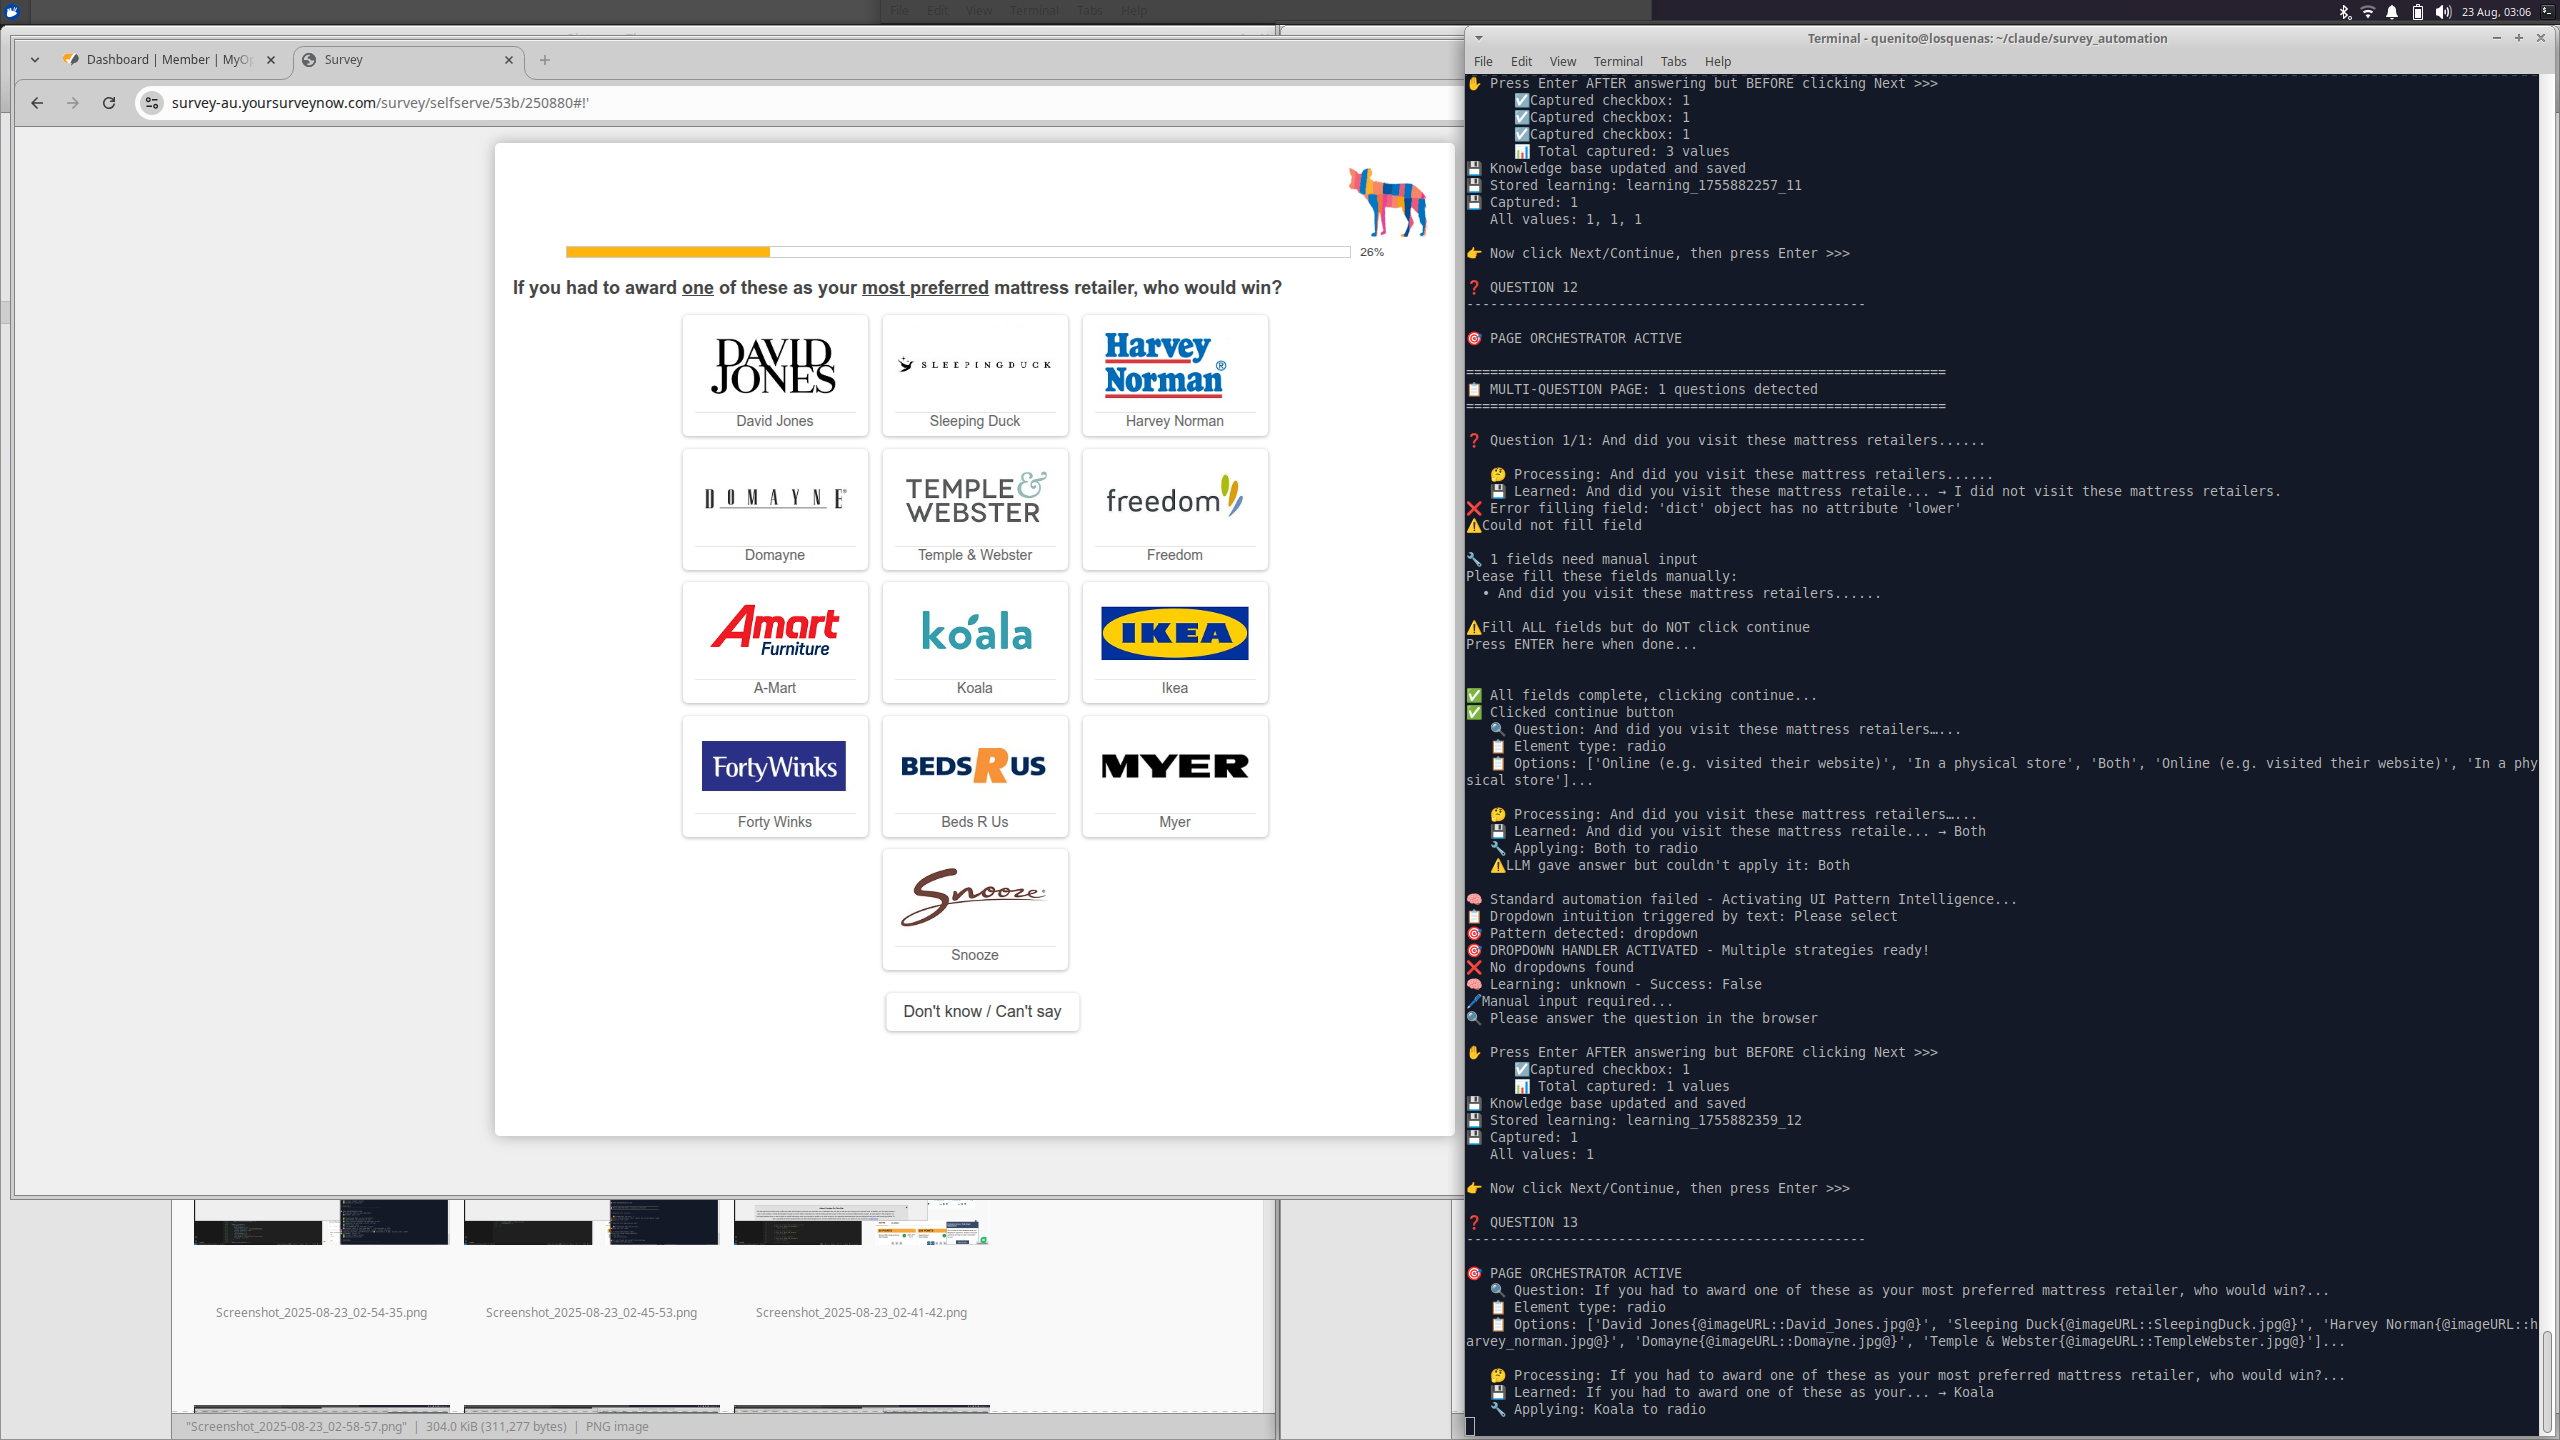 File Edit View Terminal Tabs Help
23 Aug, 03:06
Dashboard | Member | MyOp
Survey
survey-au.yoursurveynow.com/survey/selfserve/53b/250880#!'
26%
If you had to award one of these as your most preferred mattress retailer, who would win?
DAVID JONES
SLEEPINGDUCK
Harvey Norman®
David Jones
Sleeping Duck
Harvey Norman
DOMAYNE®
TEMPLE & WEBSTER
freedom
Domayne
Temple & Webster
Freedom
Amart Furniture
koala
IKEA
A-Mart
Koala
Ikea
FortyWinks
BEDS R US
MYER
Forty Winks
Beds R Us
Myer
Snooze
Snooze
Don't know / Can't say
Screenshot_2025-08-23_02-54-35.png
Screenshot_2025-08-23_02-45-53.png
Screenshot_2025-08-23_02-41-42.png
"Screenshot_2025-08-23_02-58-57.png" | 304.0 KiB (311,277 bytes) | PNG image
Terminal - quenito@losquenas: ~/claude/survey_automation
File Edit View Terminal Tabs Help
✋ Press Enter AFTER answering but BEFORE clicking Next >>>
☑️Captured checkbox: 1
☑️Captured checkbox: 1
☑️Captured checkbox: 1
📊 Total captured: 3 values
💾 Knowledge base updated and saved
💾 Stored learning: learning_1755882257_11
💾 Captured: 1
All values: 1, 1, 1
👉 Now click Next/Continue, then press Enter >>>
❓ QUESTION 12
--------------------------------------------------
🎯 PAGE ORCHESTRATOR ACTIVE
============================================================
📋 MULTI-QUESTION PAGE: 1 questions detected
============================================================
❓ Question 1/1: And did you visit these mattress retailers......
🤔 Processing: And did you visit these mattress retailers......
💾 Learned: And did you visit these mattress retaile... → I did not visit these mattress retailers.
❌ Error filling field: 'dict' object has no attribute 'lower'
⚠️Could not fill field
🔧 1 fields need manual input
Please fill these fields manually:
• And did you visit these mattress retailers......
⚠️Fill ALL fields but do NOT click continue
Press ENTER here when done...
✅ All fields complete, clicking continue...
✅ Clicked continue button
🔍 Question: And did you visit these mattress retailers…...
📋 Element type: radio
📋 Options: ['Online (e.g. visited their website)', 'In a physical store', 'Both', 'Online (e.g. visited their website)', 'In a phy
sical store']...
🤔 Processing: And did you visit these mattress retailers…...
💾 Learned: And did you visit these mattress retaile... → Both
🔧 Applying: Both to radio
⚠️LLM gave answer but couldn't apply it: Both
🧠 Standard automation failed - Activating UI Pattern Intelligence...
📋 Dropdown intuition triggered by text: Please select
🎯 Pattern detected: dropdown
🎯 DROPDOWN HANDLER ACTIVATED - Multiple strategies ready!
❌ No dropdowns found
🧠 Learning: unknown - Success: False
🖊️Manual input required...
🔍 Please answer the question in the browser
✋ Press Enter AFTER answering but BEFORE clicking Next >>>
☑️Captured checkbox: 1
📊 Total captured: 1 values
💾 Knowledge base updated and saved
💾 Stored learning: learning_1755882359_12
💾 Captured: 1
All values: 1
👉 Now click Next/Continue, then press Enter >>>
❓ QUESTION 13
--------------------------------------------------
🎯 PAGE ORCHESTRATOR ACTIVE
🔍 Question: If you had to award one of these as your most preferred mattress retailer, who would win?...
📋 Element type: radio
📋 Options: ['David Jones{@imageURL::David_Jones.jpg@}', 'Sleeping Duck{@imageURL::SleepingDuck.jpg@}', 'Harvey Norman{@imageURL::h
arvey_norman.jpg@}', 'Domayne{@imageURL::Domayne.jpg@}', 'Temple & Webster{@imageURL::TempleWebster.jpg@}']...
🤔 Processing: If you had to award one of these as your most preferred mattress retailer, who would win?...
💾 Learned: If you had to award one of these as your... → Koala
🔧 Applying: Koala to radio